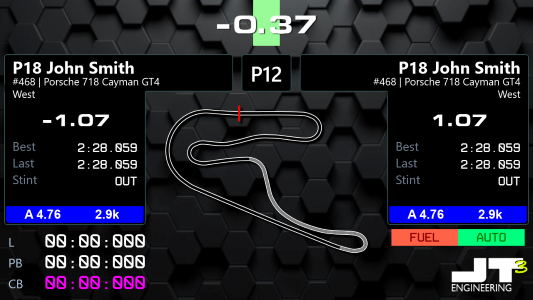 -0.37
P18 John Smith
#468 | Porsche 718 Cayman GT4
West
-1.07
Best 2:28.059
Last 2:28.059
Stint OUT
A 4.76 2.9k
P12
P18 John Smith
#468 | Porsche 718 Cayman GT4
West
1.07
Best 2:28.059
Last 2:28.059
Stint OUT
A 4.76 2.9k
L 00:00:000
PB 00:00:000
CB 00:00:000
FUEL AUTO
JT3
ENGINEERING